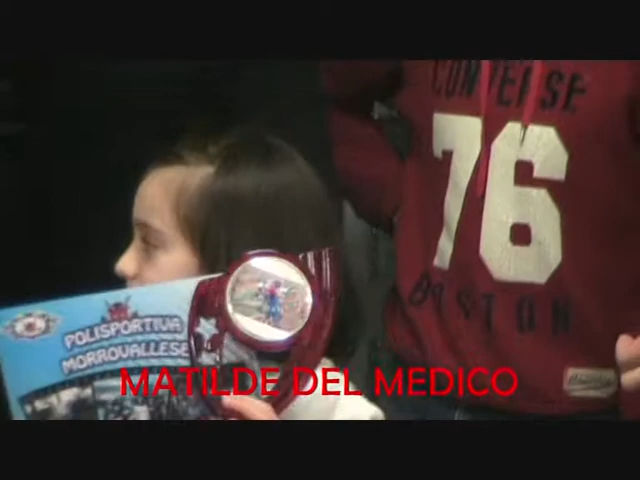 CONVERSE
76
BOSTON
POLISPORTIVA
MORROVALLESE
MATILDE DEL MEDICO